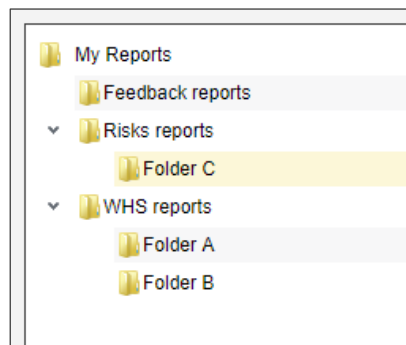 My Reports
Feedback reports
Risks reports
Folder C
WHS reports
Folder A
Folder B